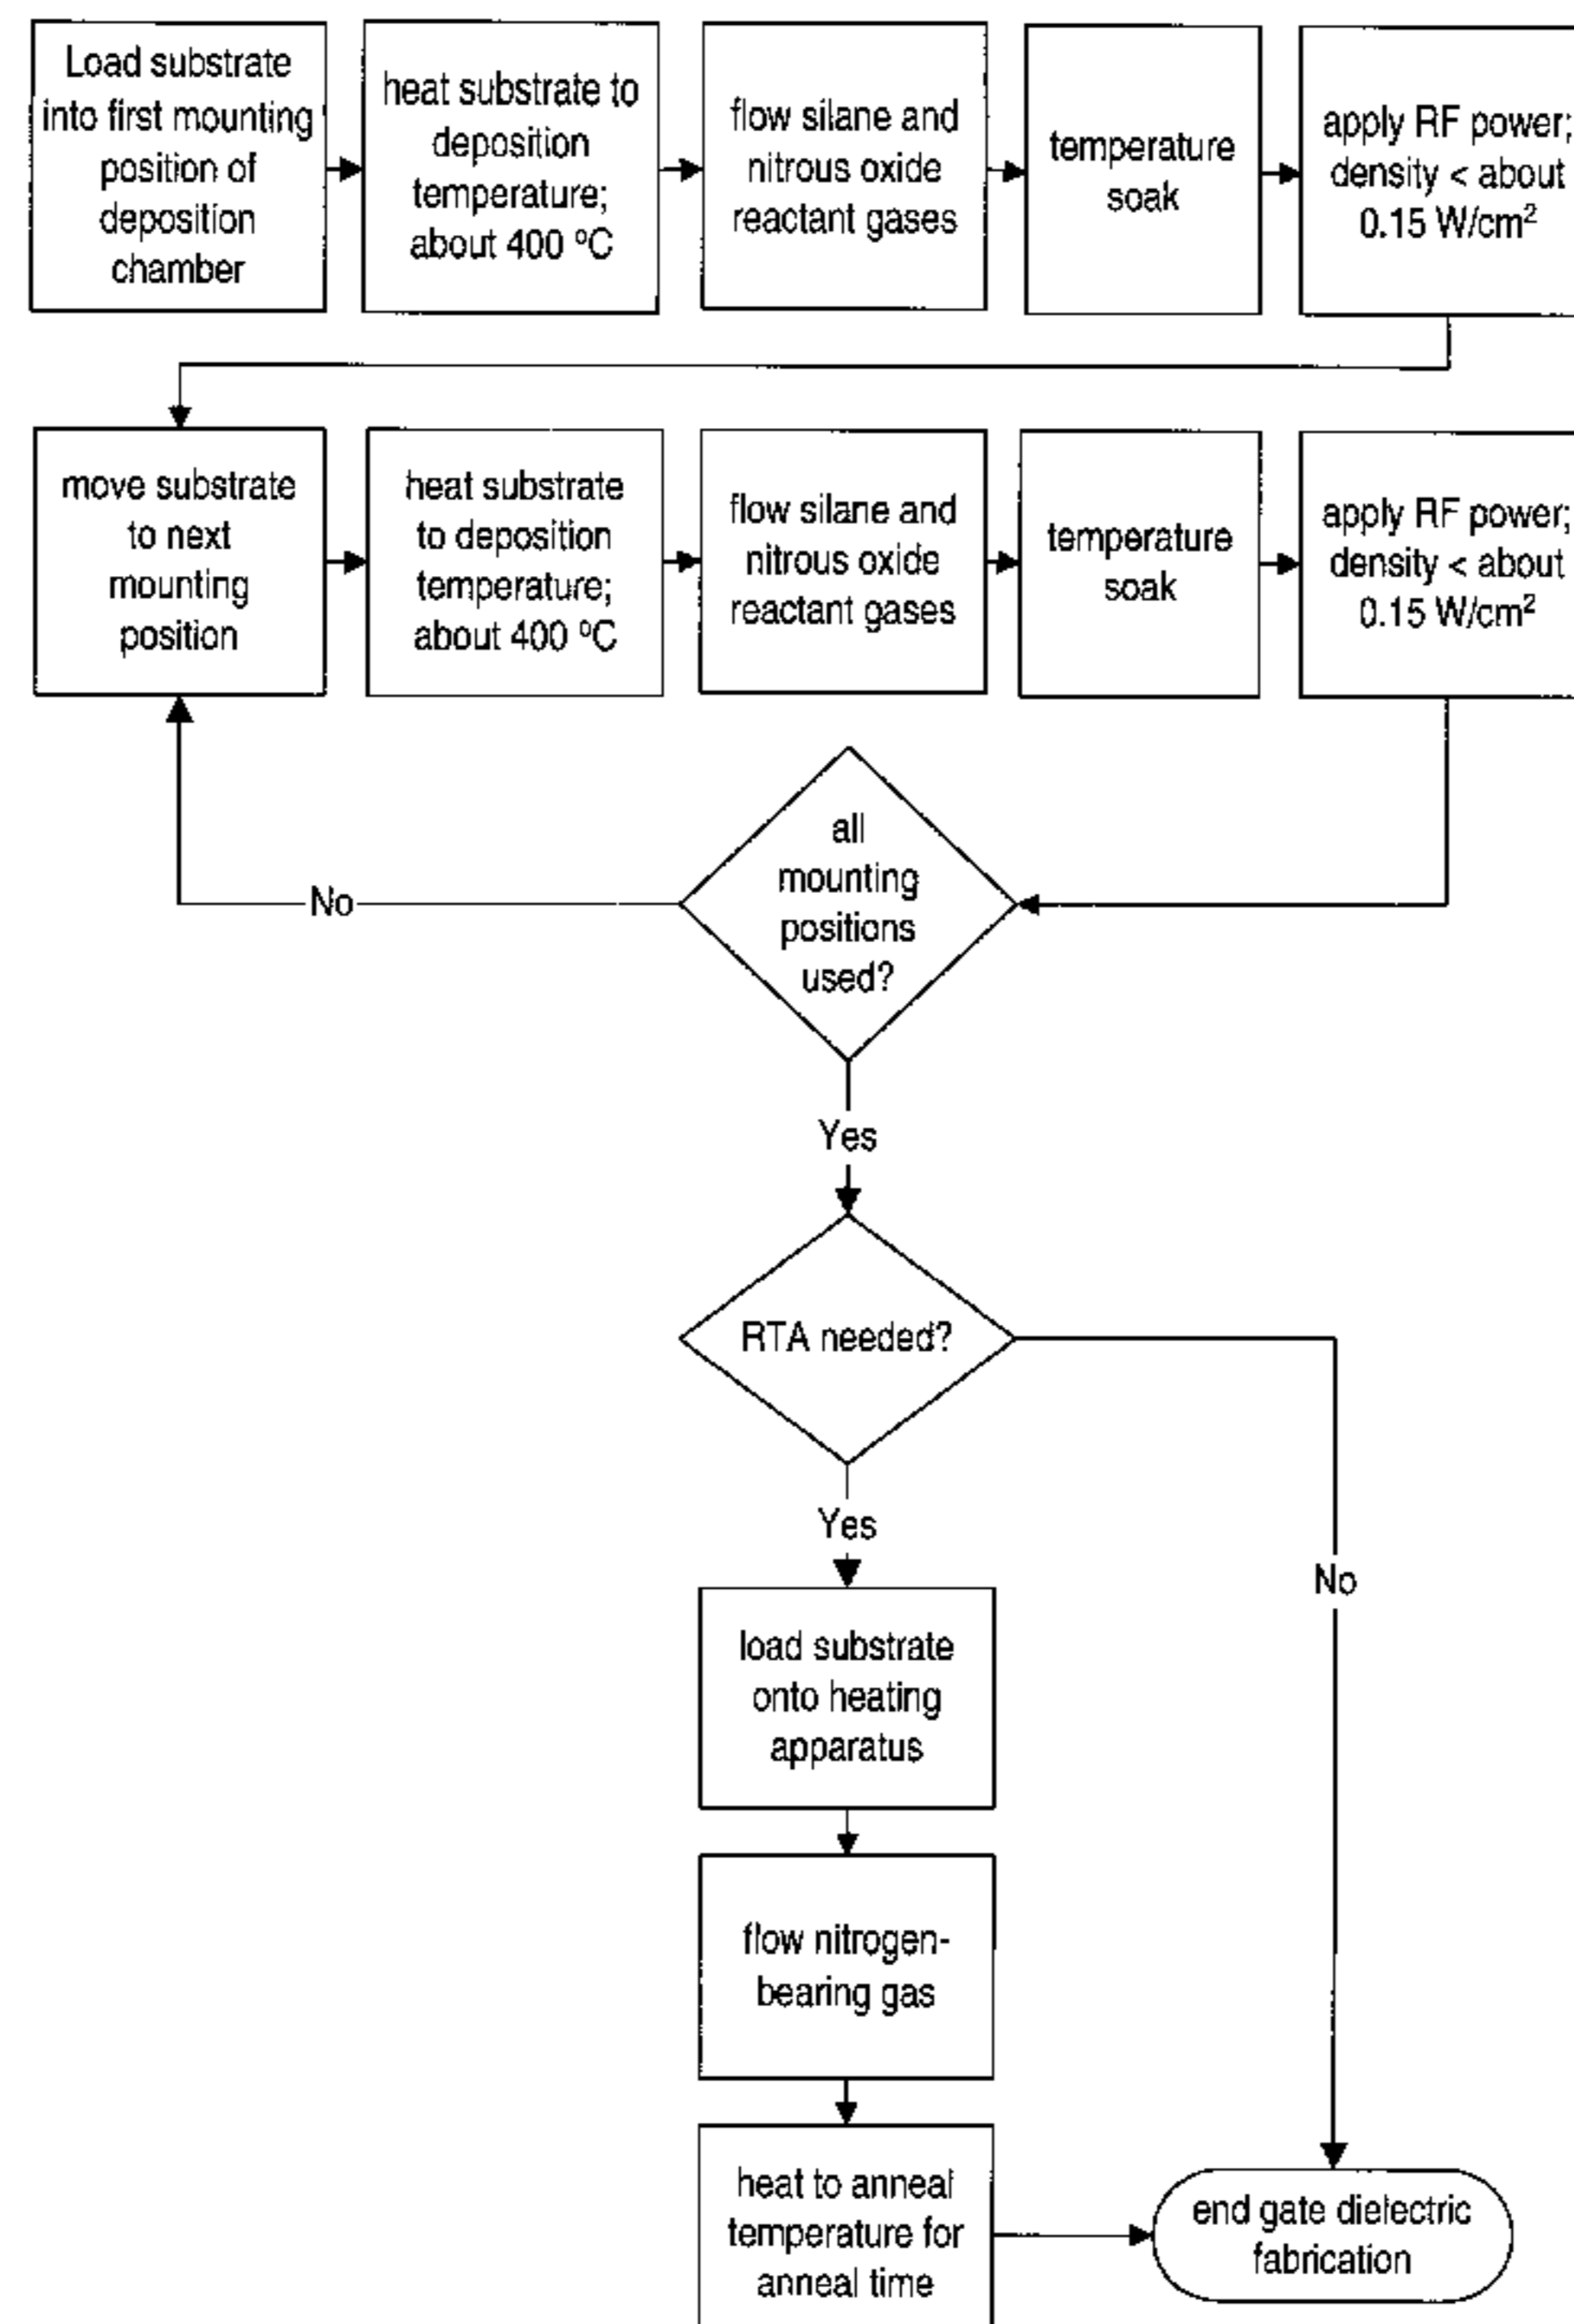 Load substrate
into first mounting
position of
deposition
chamber
heat substrate to
deposition
temperature;
about 400 ºC
flow silane and
nitrous oxide
reactant gases
temperature
soak
apply RF power;
density < about
0.15 W/cm²
move substrate
to next
mounting
position
heat substrate
to deposition
temperature;
about 400 ºC
flow silane and
nitrous oxide
reactant gases
temperature
soak
apply RF power;
density < about
0.15 W/cm²
all
mounting
positions
used?
No
Yes
RTA needed?
Yes
No
load substrate
onto heating
apparatus
flow nitrogen-
bearing gas
heat to anneal
temperature for
anneal time
end gate dielectric
fabrication